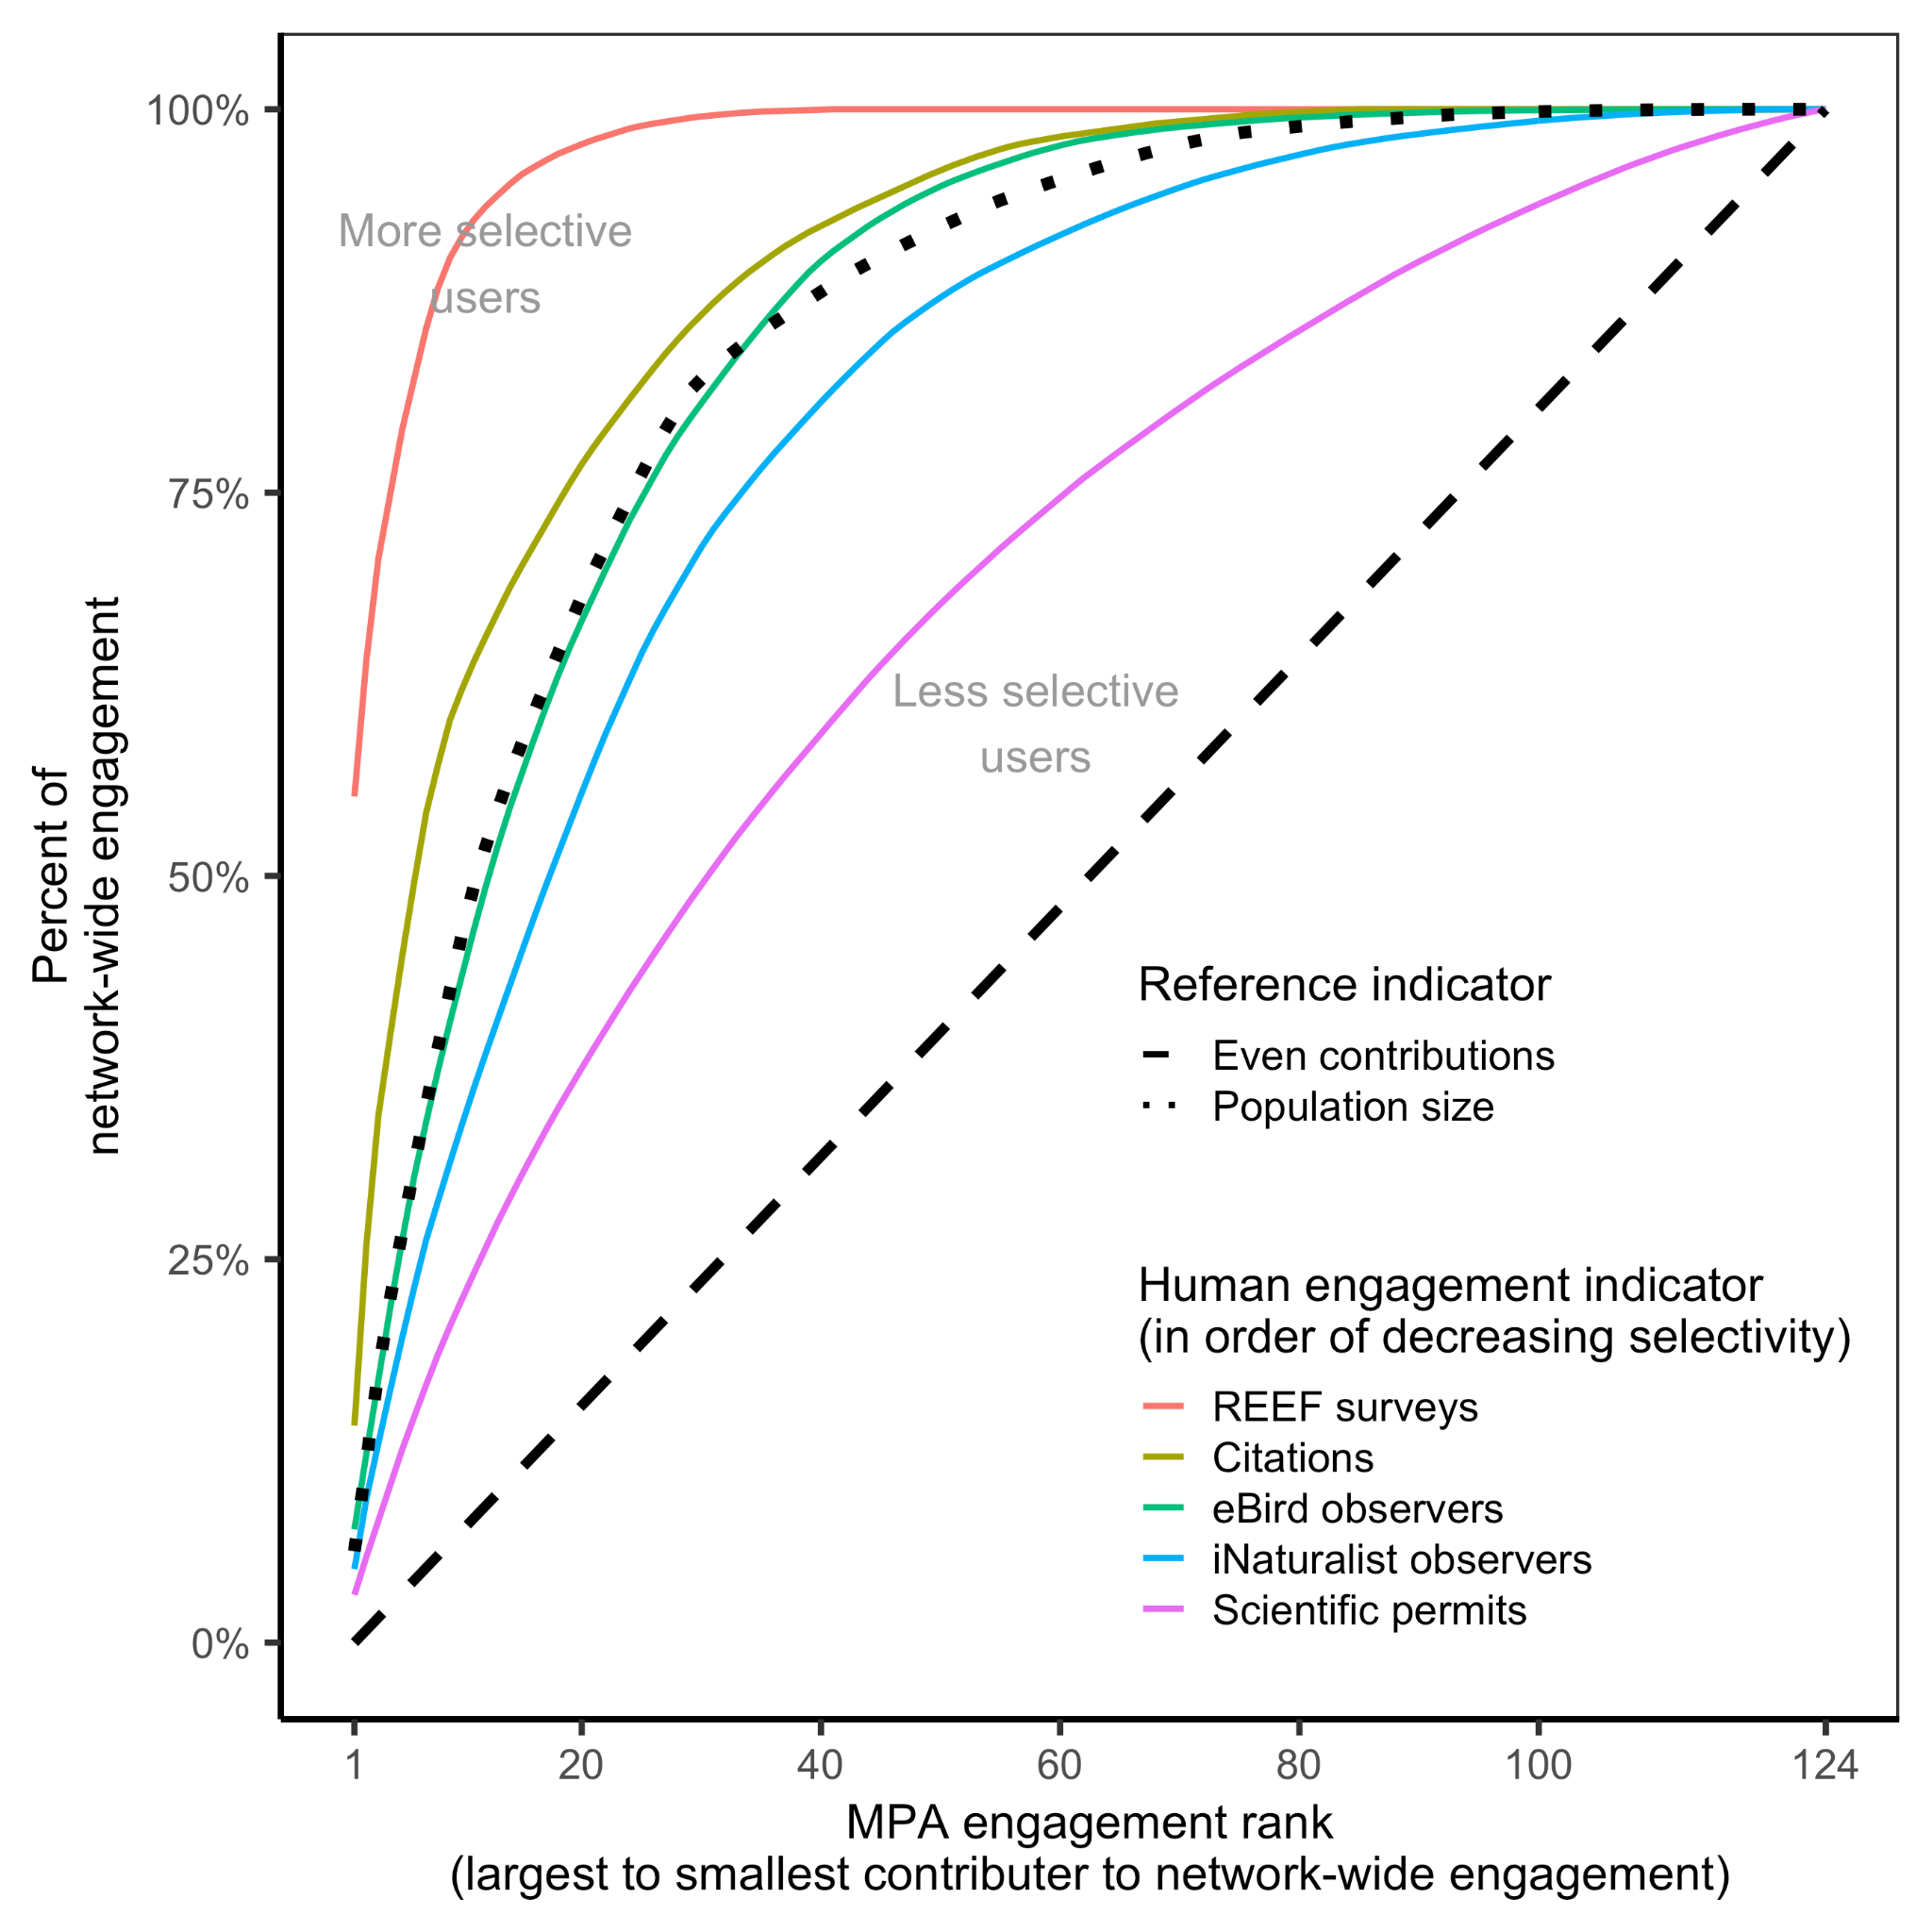 100%
75%
50%
25%
0%
Percent of
network-wide engagement
More selective
users
Less selective
users
Reference indicator
Even contributions
Population size
Human engagement indicator
(in order of decreasing selectivity)
REEF surveys
Citations
eBird observers
iNaturalist observers
Scientific permits
1 20 40 60 80 100 124
MPA engagement rank
(largest to smallest contributer to network-wide engagement)